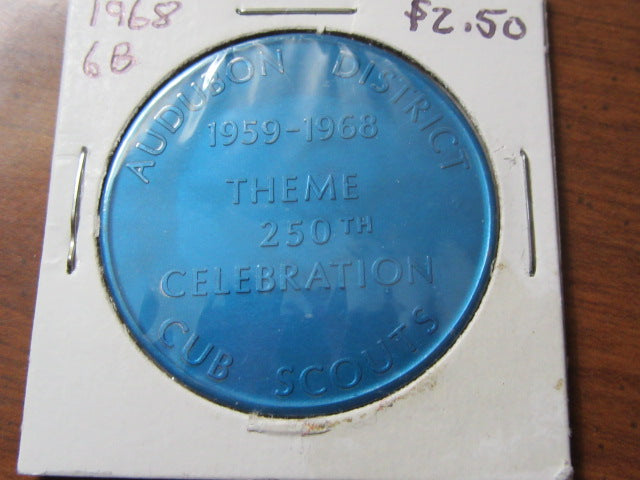 1968
6B
$2.50
AUDUBON DISTRICT
1959-1968
THEME
250TH
CELEBRATION
CUB SCOUTS